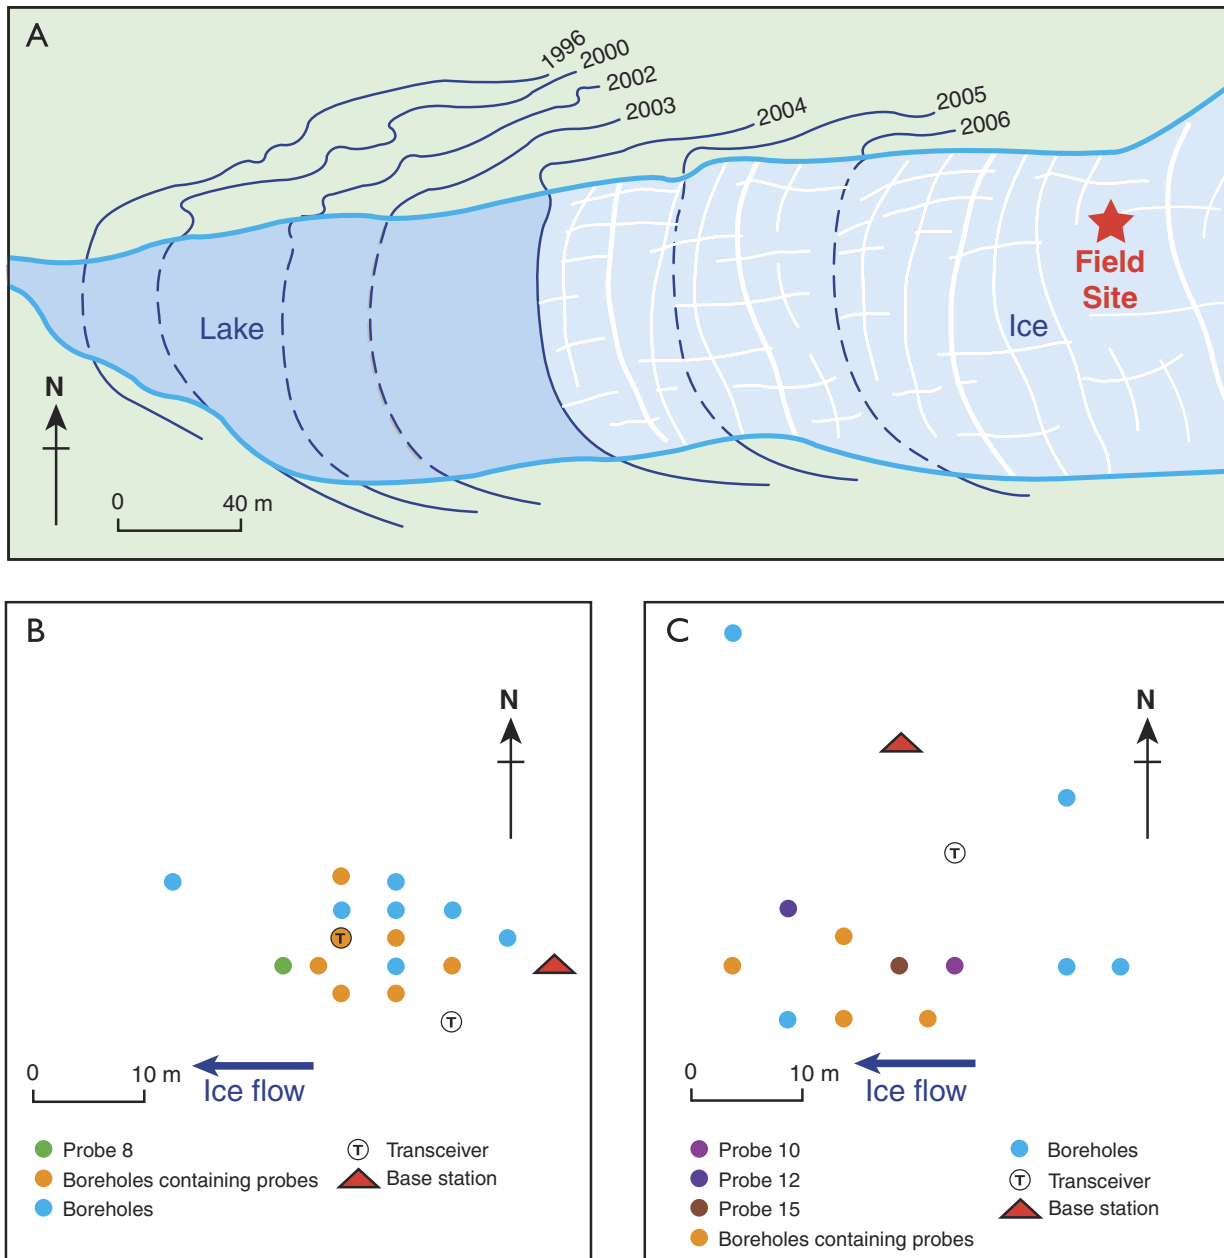 A
1996
2000
2002
2003
2004
2005
2006
Field
Site
Lake
Ice
N
0 40 m
B
N
T
T
0 10 m
Ice flow
Probe 8
Boreholes containing probes
Boreholes
T Transceiver
Base station
C
N
T
0 10 m
Ice flow
Probe 10
Probe 12
Probe 15
Boreholes containing probes
Boreholes
T Transceiver
Base station